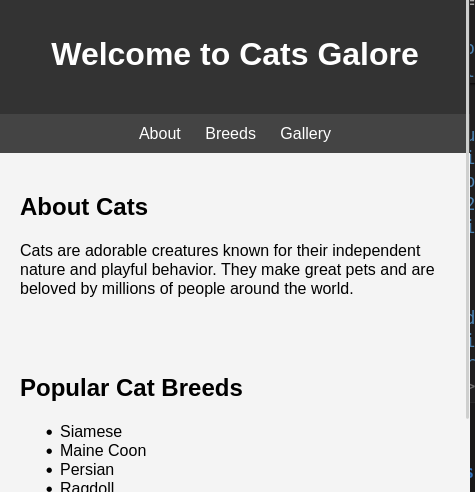 Welcome to Cats Galore
About Breeds Gallery
About Cats
Cats are adorable creatures known for their independent
nature and playful behavior. They make great pets and are
beloved by millions of people around the world.
Popular Cat Breeds
• Siamese
• Maine Coon
• Persian
• Ragdoll